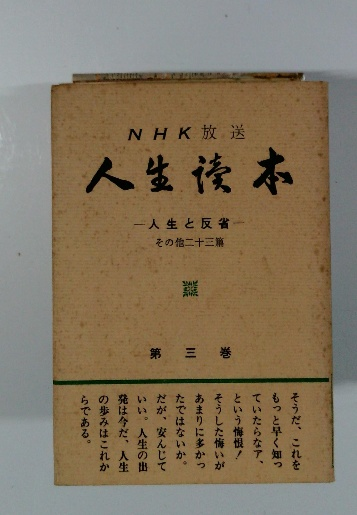 NHK放送
人生読本
—人生と反省—
その他二十三篇
第三巻
そうだ、これを
もっと早く知っ
ていたらなア、
という悔恨！
そうした悔いが
あまりに多かっ
たではないか。
だが、安んじて
いい。人生の出
発は今だ、人生
の歩みはこれか
らである。